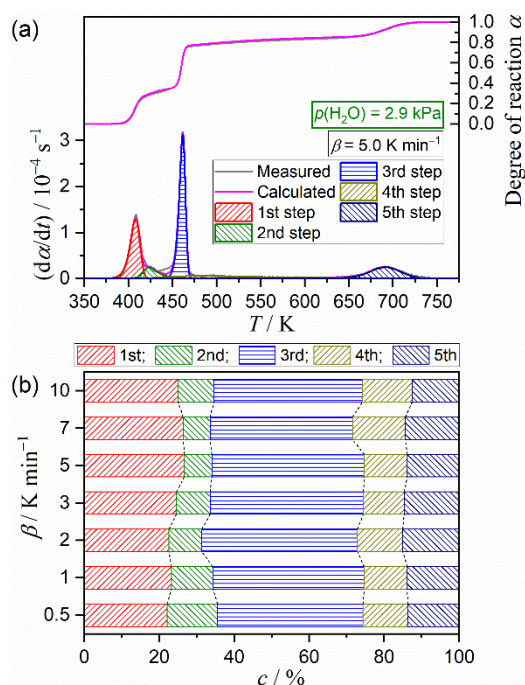 (a)
1.0
0.8
0.6
0.4
0.2
0.0
Degree of reaction α
p(H₂O) = 2.9 kPa
β = 5.0 K min⁻¹
Measured
Calculated
1st step
2nd step
3rd step
4th step
5th step
3
2
1
0
(dα/dt) / 10⁻⁴ s⁻¹
350 400 450 500 550 600 650 700 750
T / K
1st; 2nd; 3rd; 4th; 5th
(b)
10
7
5
3
2
1
0.5
β / K min⁻¹
0 20 40 60 80 100
c / %